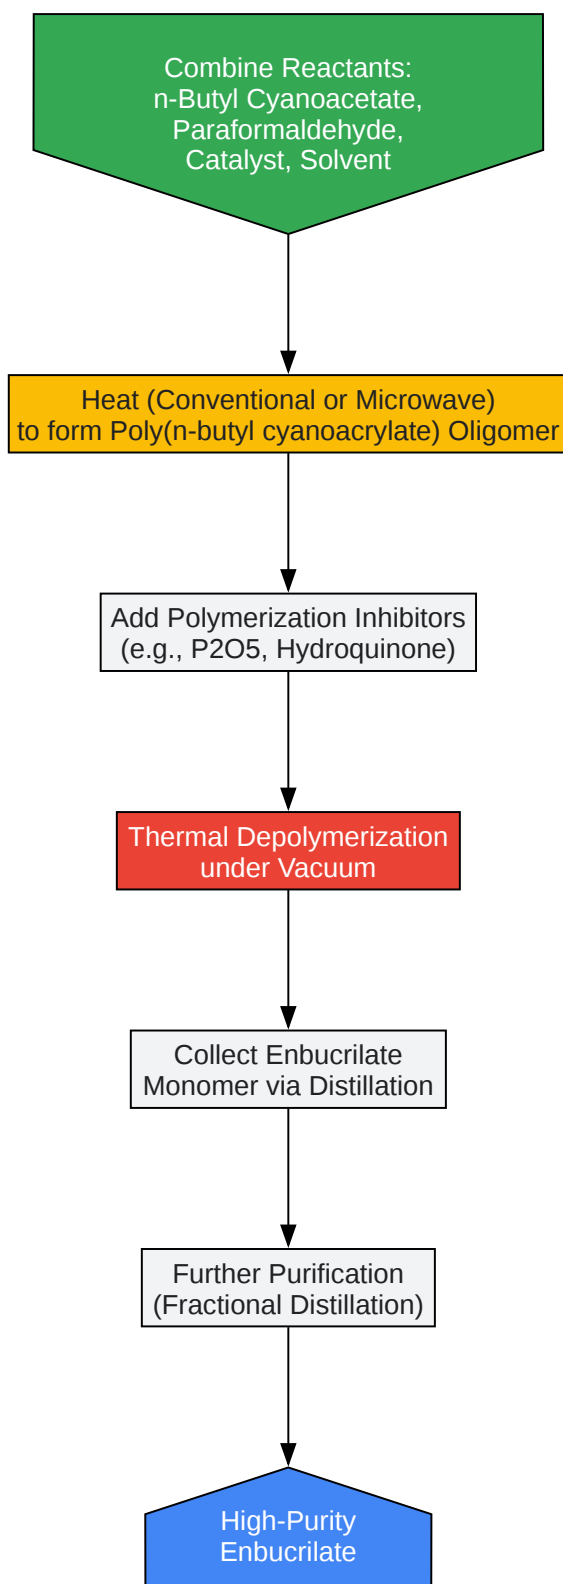 Combine Reactants:
n-Butyl Cyanoacetate,
Paraformaldehyde,
Catalyst, Solvent
Heat (Conventional or Microwave)
to form Poly(n-butyl cyanoacrylate) Oligomer
Add Polymerization Inhibitors
(e.g., P2O5, Hydroquinone)
Thermal Depolymerization
under Vacuum
Collect Enbucrilate
Monomer via Distillation
Further Purification
(Fractional Distillation)
High-Purity
Enbucrilate